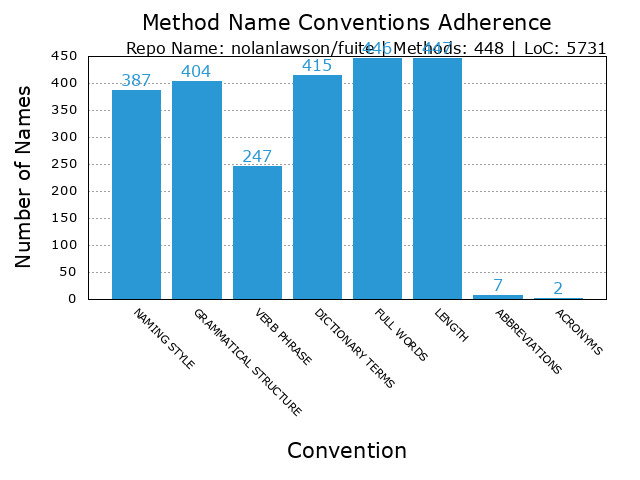 Method Name Conventions Adherence
Repo Name: nolanlawson/fuite | Methods: 448 | LoC: 5731
450
400
350
300
250
200
150
100
50
0
Number of Names
387
404
247
415
446
447
7
2
NAMING STYLE
GRAMMATICAL STRUCTURE
VERB PHRASE
DICTIONARY TERMS
FULL WORDS
LENGTH
ABBREVIATIONS
ACRONYMS
Convention